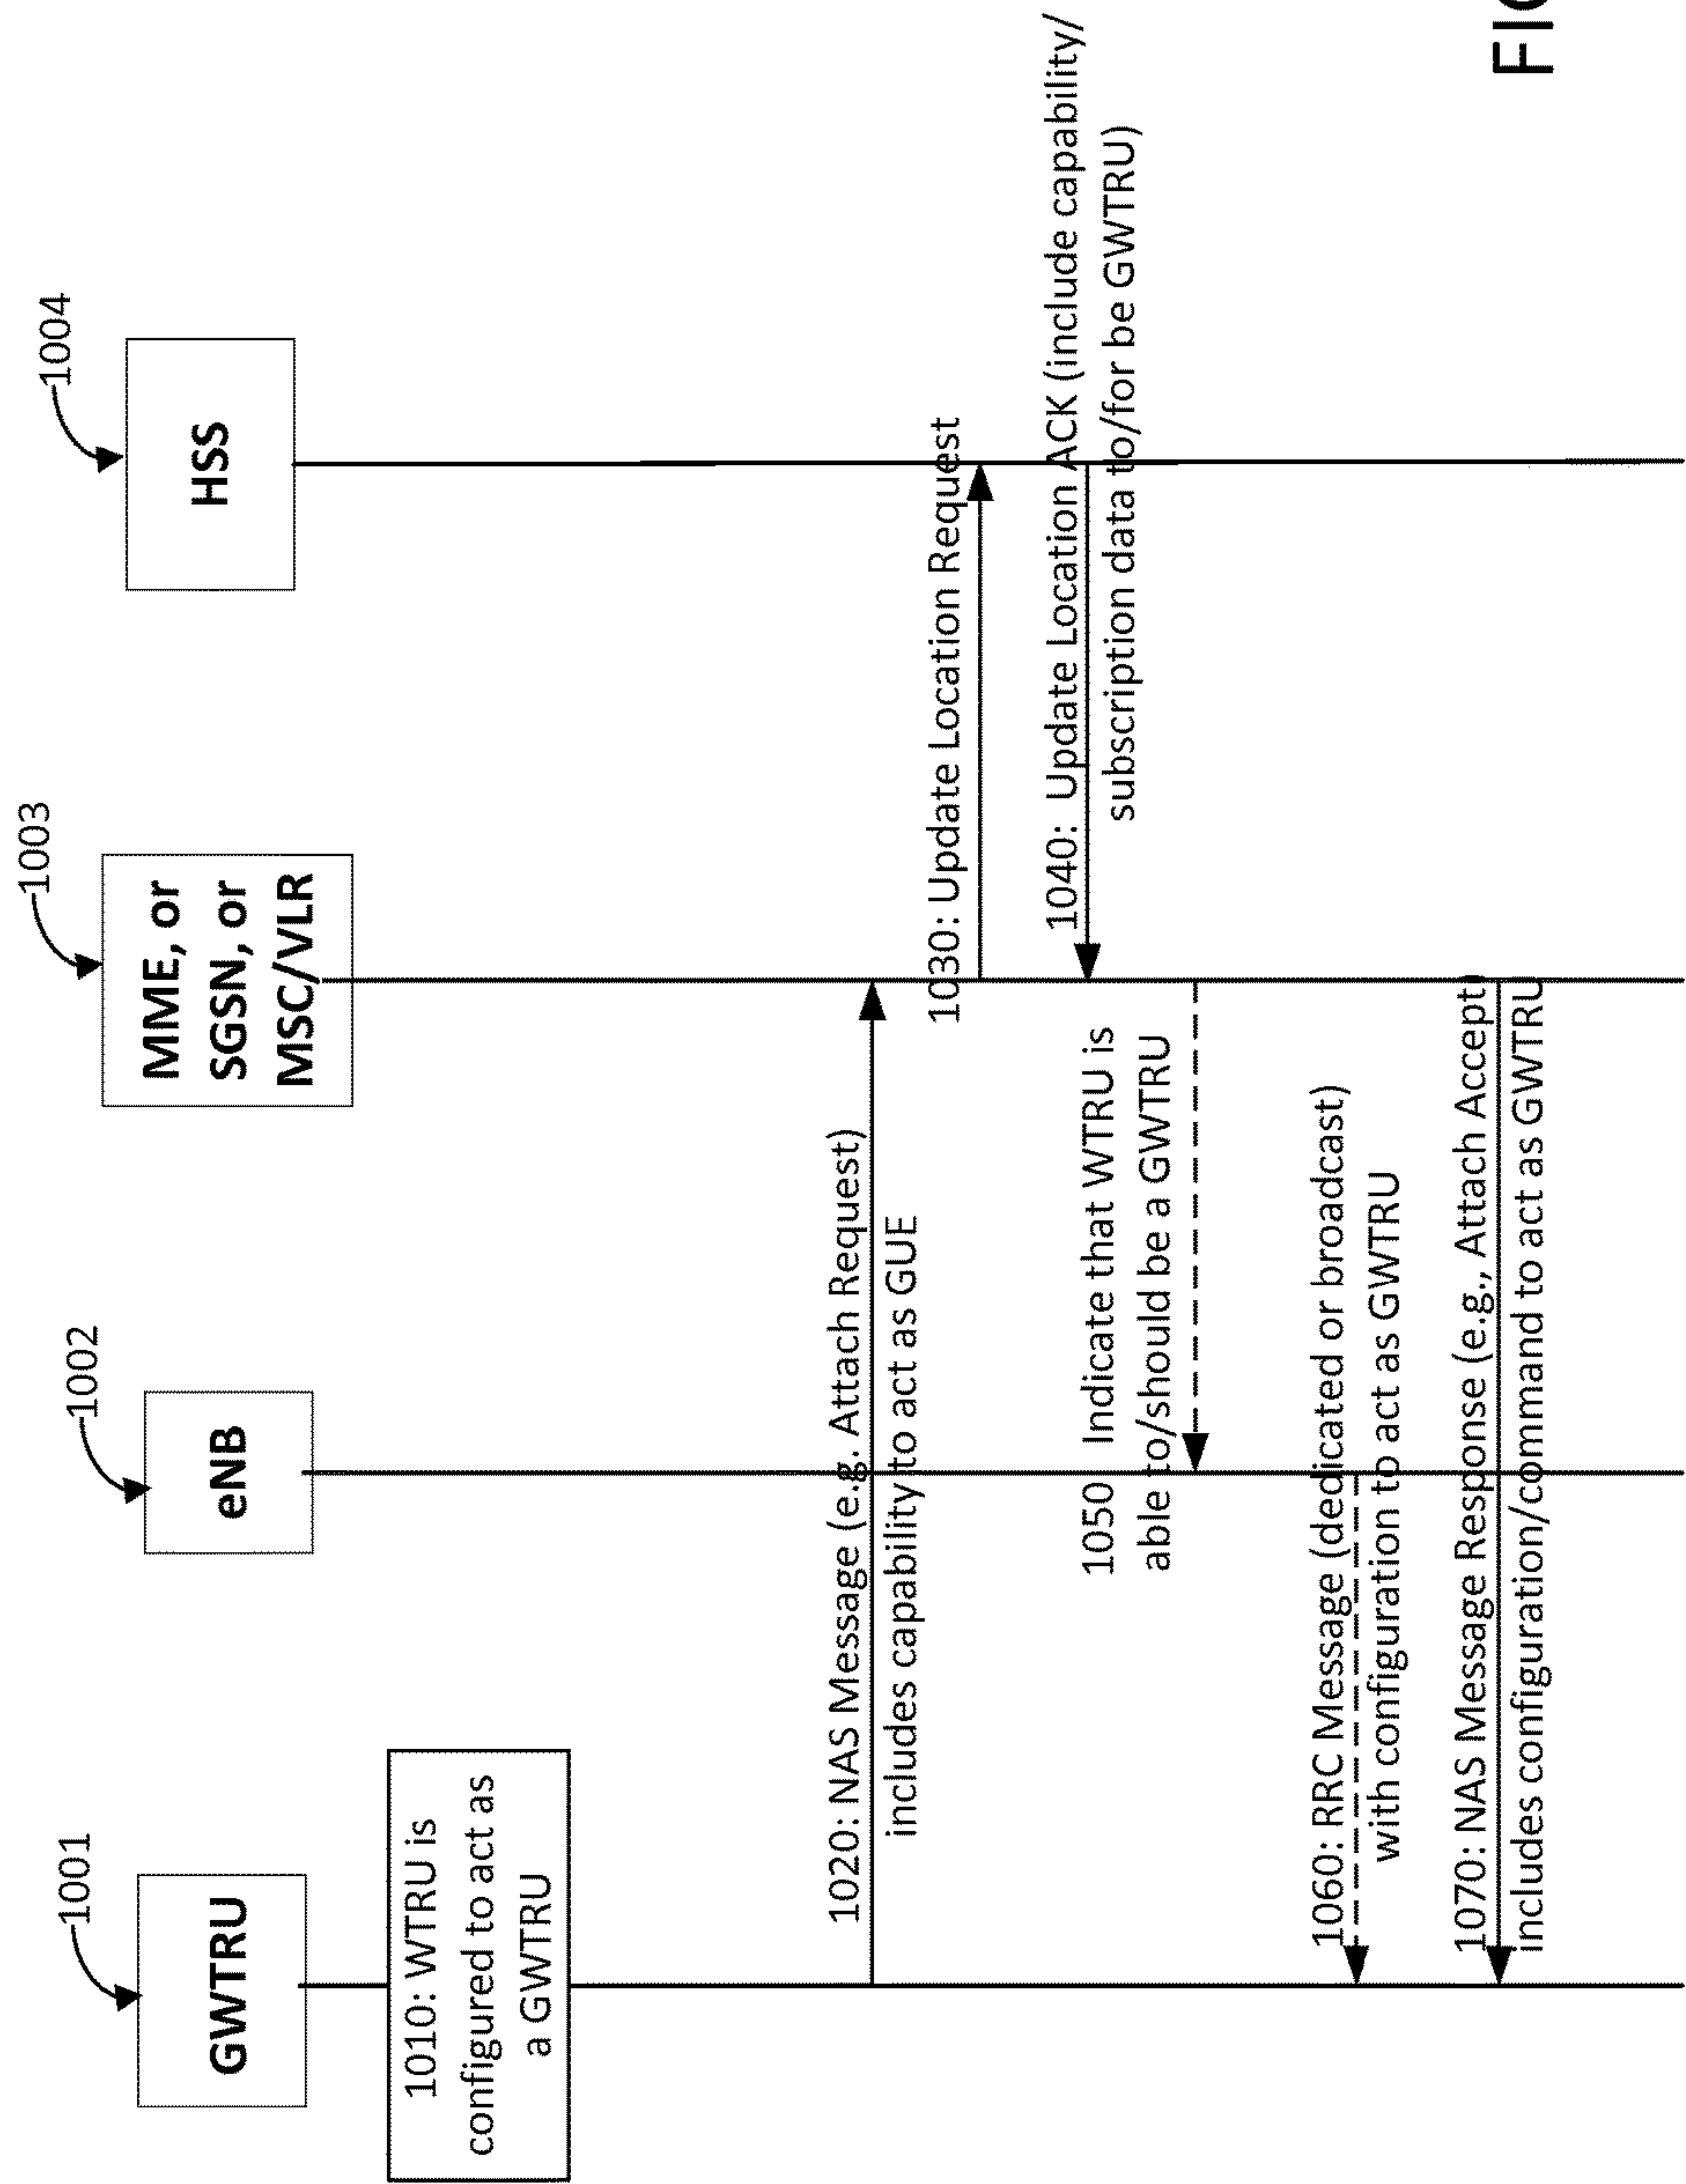 1001
1002
1003
1004
GWTRU
eNB
MME, or
SGSN, or
MSC/VLR
HSS
1010: WTRU is
configured to act as
a GWTRU
1020: NAS Message (e.g. Attach Request)
includes capability to act as GUE
1030: Update Location Request
1040: Update Location ACK (include capability/
subscription data to/for be GWTRU)
1050 Indicate that WTRU is
able to/should be a GWTRU
1060: RRC Message (dedicated or broadcast)
with configuration to act as GWTRU
1070: NAS Message Response (e.g., Attach Accept)
includes configuration/command to act as GWTRU